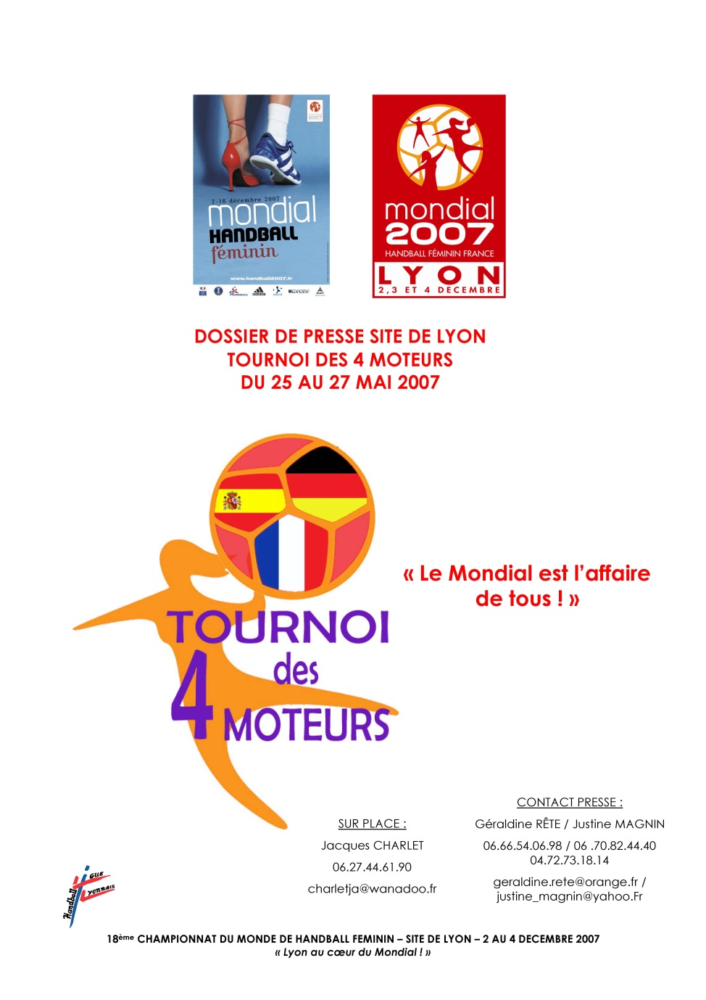 mondial
2007
2-16 décembre 2007
mondial
HANDBALL
féminin
www.handball2007.fr
adidas
mondial
2007
HANDBALL FÉMININ FRANCE
LYON
2,3 ET 4 DECEMBRE
DOSSIER DE PRESSE SITE DE LYON
TOURNOI DES 4 MOTEURS
DU 25 AU 27 MAI 2007
« Le Mondial est l’affaire
de tous ! »
TOURNOI
des
4 MOTEURS
SUR PLACE :
Jacques CHARLET
06.27.44.61.90
charletja@wanadoo.fr
CONTACT PRESSE :
Géraldine RÊTE / Justine MAGNIN
06.66.54.06.98 / 06 .70.82.44.40
04.72.73.18.14
geraldine.rete@orange.fr /
justine_magnin@yahoo.Fr
Handball
igue
Lyonnais
18ème CHAMPIONNAT DU MONDE DE HANDBALL FEMININ – SITE DE LYON – 2 AU 4 DECEMBRE 2007
« Lyon au cœur du Mondial ! »